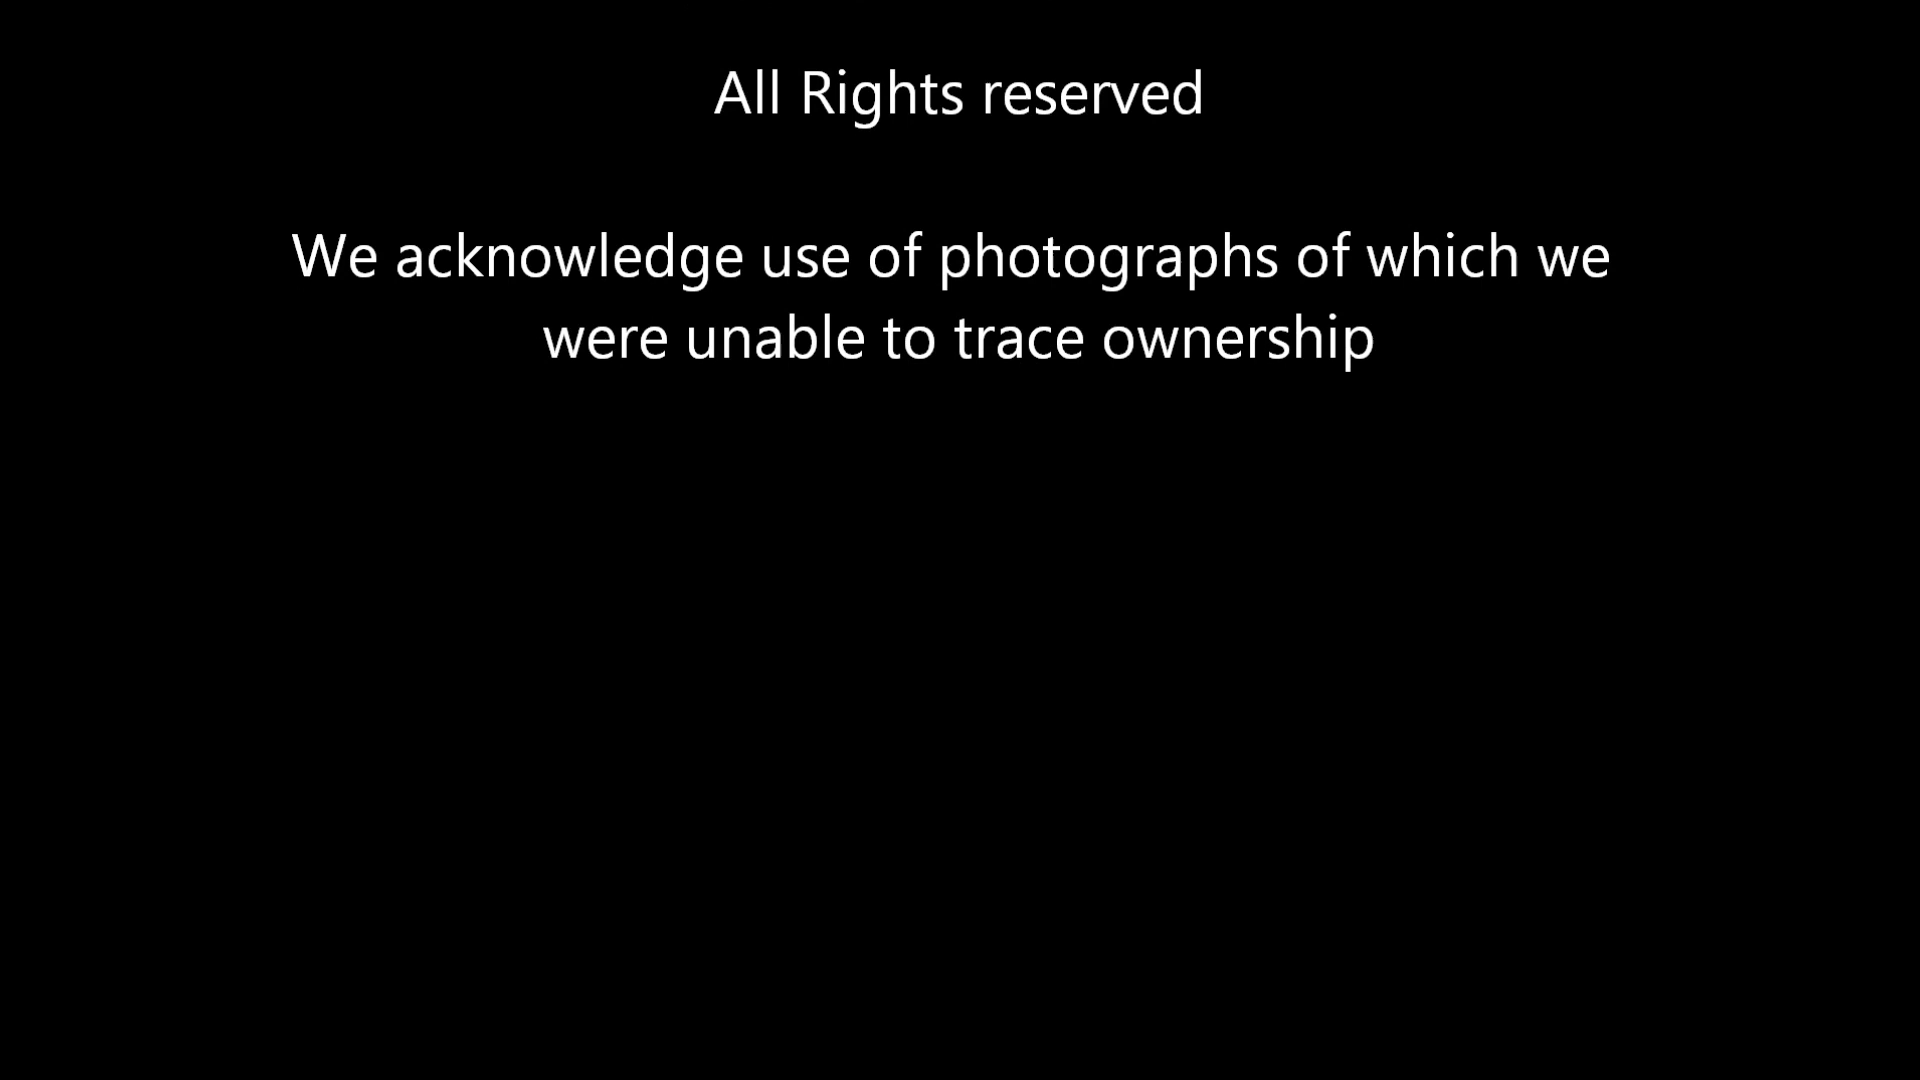 All Rights reserved
We acknowledge use of photographs of which we
were unable to trace ownership